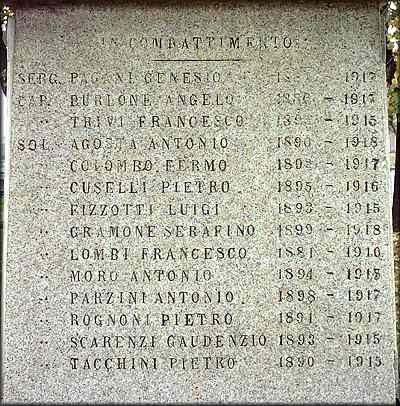 IN COMBATTIMENTO
SERG. PAGANI GENESIO - 1917
CAP. BURLONE ANGELO - 1917
" TRIVI FRANCESCO - 1915
SOL. AGOSTA ANTONIO 1890 - 1918
" COLOMBO FERMO - 1917
" CUSELLI PIETRO 1895 - 1916
" FIZZOTTI LUIGI 1893 - 1915
" GRAMONE SERAFINO 1899 - 1918
" LOMBI FRANCESCO 1881 - 1916
" MORO ANTONIO 1894 - 1915
" PARZINI ANTONIO 1898 - 1917
" ROGNONI PIETRO 1891 - 1917
" SCARENZI GAUDENZIO 1893 - 1915
" TACCHINI PIETRO 1890 - 1915